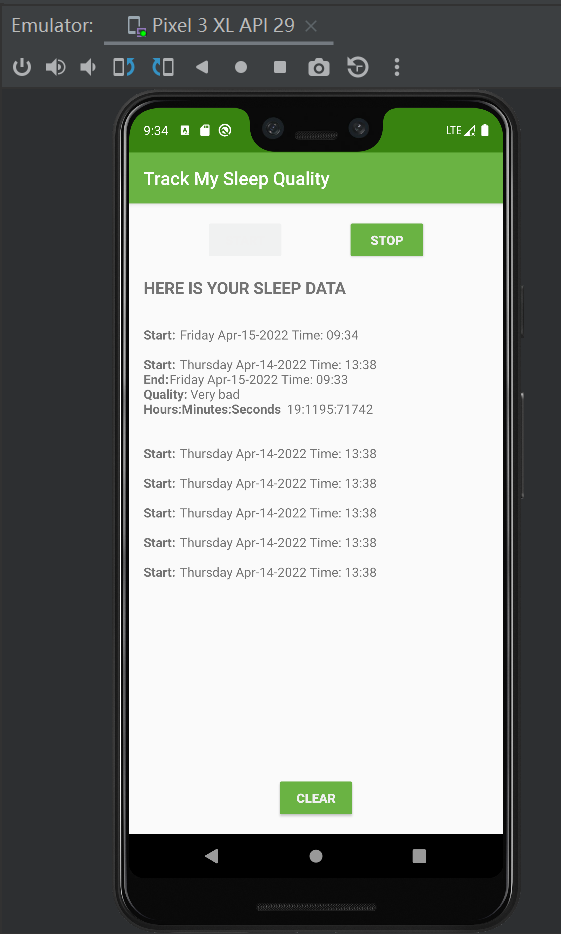 Emulator: Pixel 3 XL API 29
9:34 LTE
Track My Sleep Quality
STOP
HERE IS YOUR SLEEP DATA
Start: Friday Apr-15-2022 Time: 09:34
Start: Thursday Apr-14-2022 Time: 13:38
End:Friday Apr-15-2022 Time: 09:33
Quality: Very bad
Hours:Minutes:Seconds 19:1195:71742
Start: Thursday Apr-14-2022 Time: 13:38
Start: Thursday Apr-14-2022 Time: 13:38
Start: Thursday Apr-14-2022 Time: 13:38
Start: Thursday Apr-14-2022 Time: 13:38
Start: Thursday Apr-14-2022 Time: 13:38
CLEAR